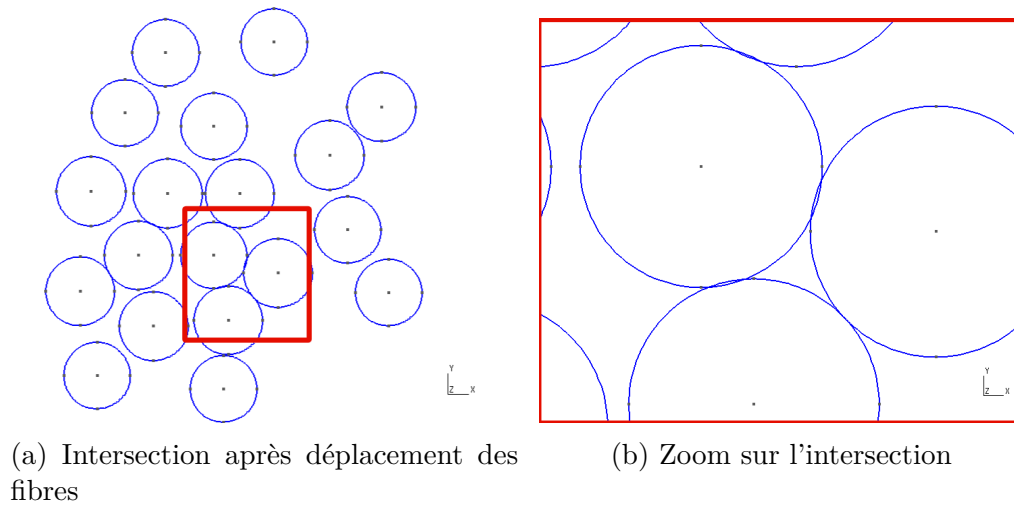 Y
Z X
Y
Z X
(a) Intersection après déplacement des
fibres
(b) Zoom sur l'intersection